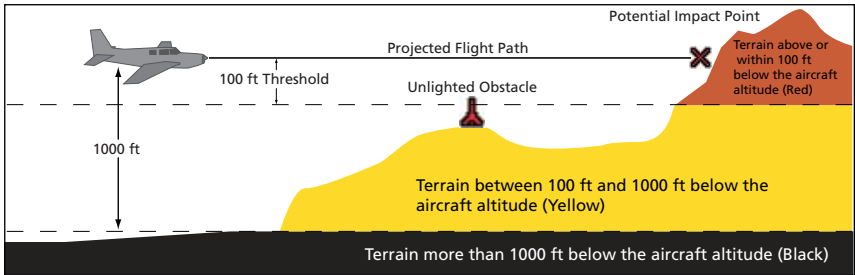 Potential Impact Point
Projected Flight Path
Terrain above or
within 100 ft
below the aircraft
altitude (Red)
100 ft Threshold
Unlighted Obstacle
1000 ft
Terrain between 100 ft and 1000 ft below the
aircraft altitude (Yellow)
Terrain more than 1000 ft below the aircraft altitude (Black)